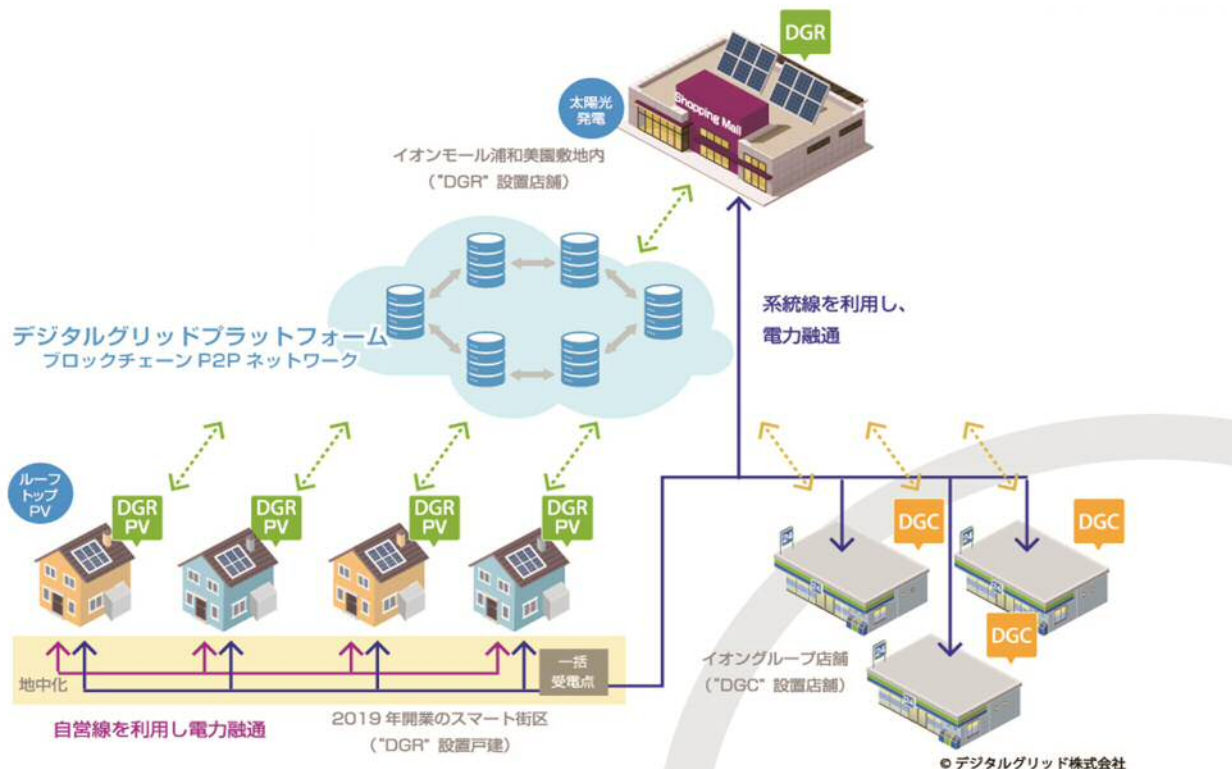 DGR
太陽光
発電
Shopping Mall
イオンモール浦和美園敷地内
（"DGR" 設置店舗）
系統線を利用し、
電力融通
デジタルグリッドプラットフォーム
ブロックチェーン P2P ネットワーク
ルーフ
トップ
PV
DGR
PV
DGR
PV
DGR
PV
DGR
PV
DGC
DGC
DGC
24
24
24
イオングループ店舗
（"DGC" 設置店舗）
一括
受電点
地中化
自営線を利用し電力融通
2019 年開業のスマート街区
（"DGR" 設置戸建）
© デジタルグリッド株式会社